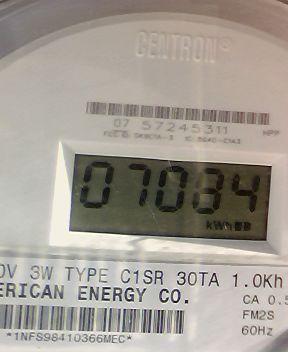 CENTRON®
07 57245311
07084
kWh
0V 3W TYPE C1SR 30TA 1.0Kh
ERICAN ENERGY CO.
CA 0.5
FM2S
60Hz
*1NFS98410366MEC*